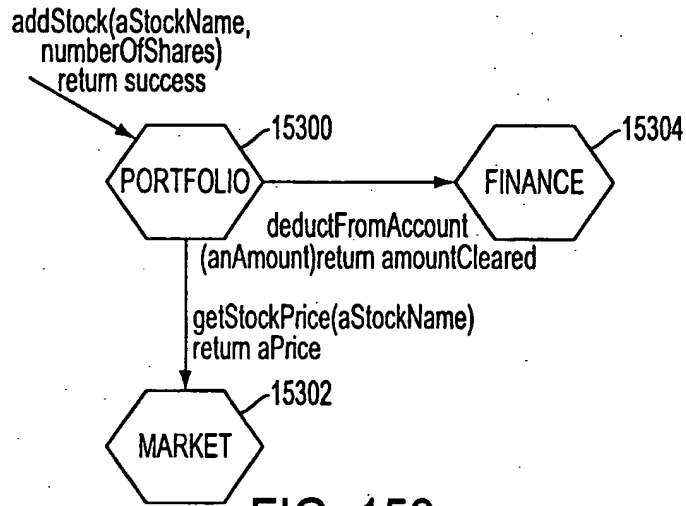 addStock(aStockName,
numberOfShares)
return success
15300
15304
PORTFOLIO
FINANCE
deductFromAccount
(anAmount)return amountCleared
getStockPrice(aStockName)
return aPrice
15302
MARKET